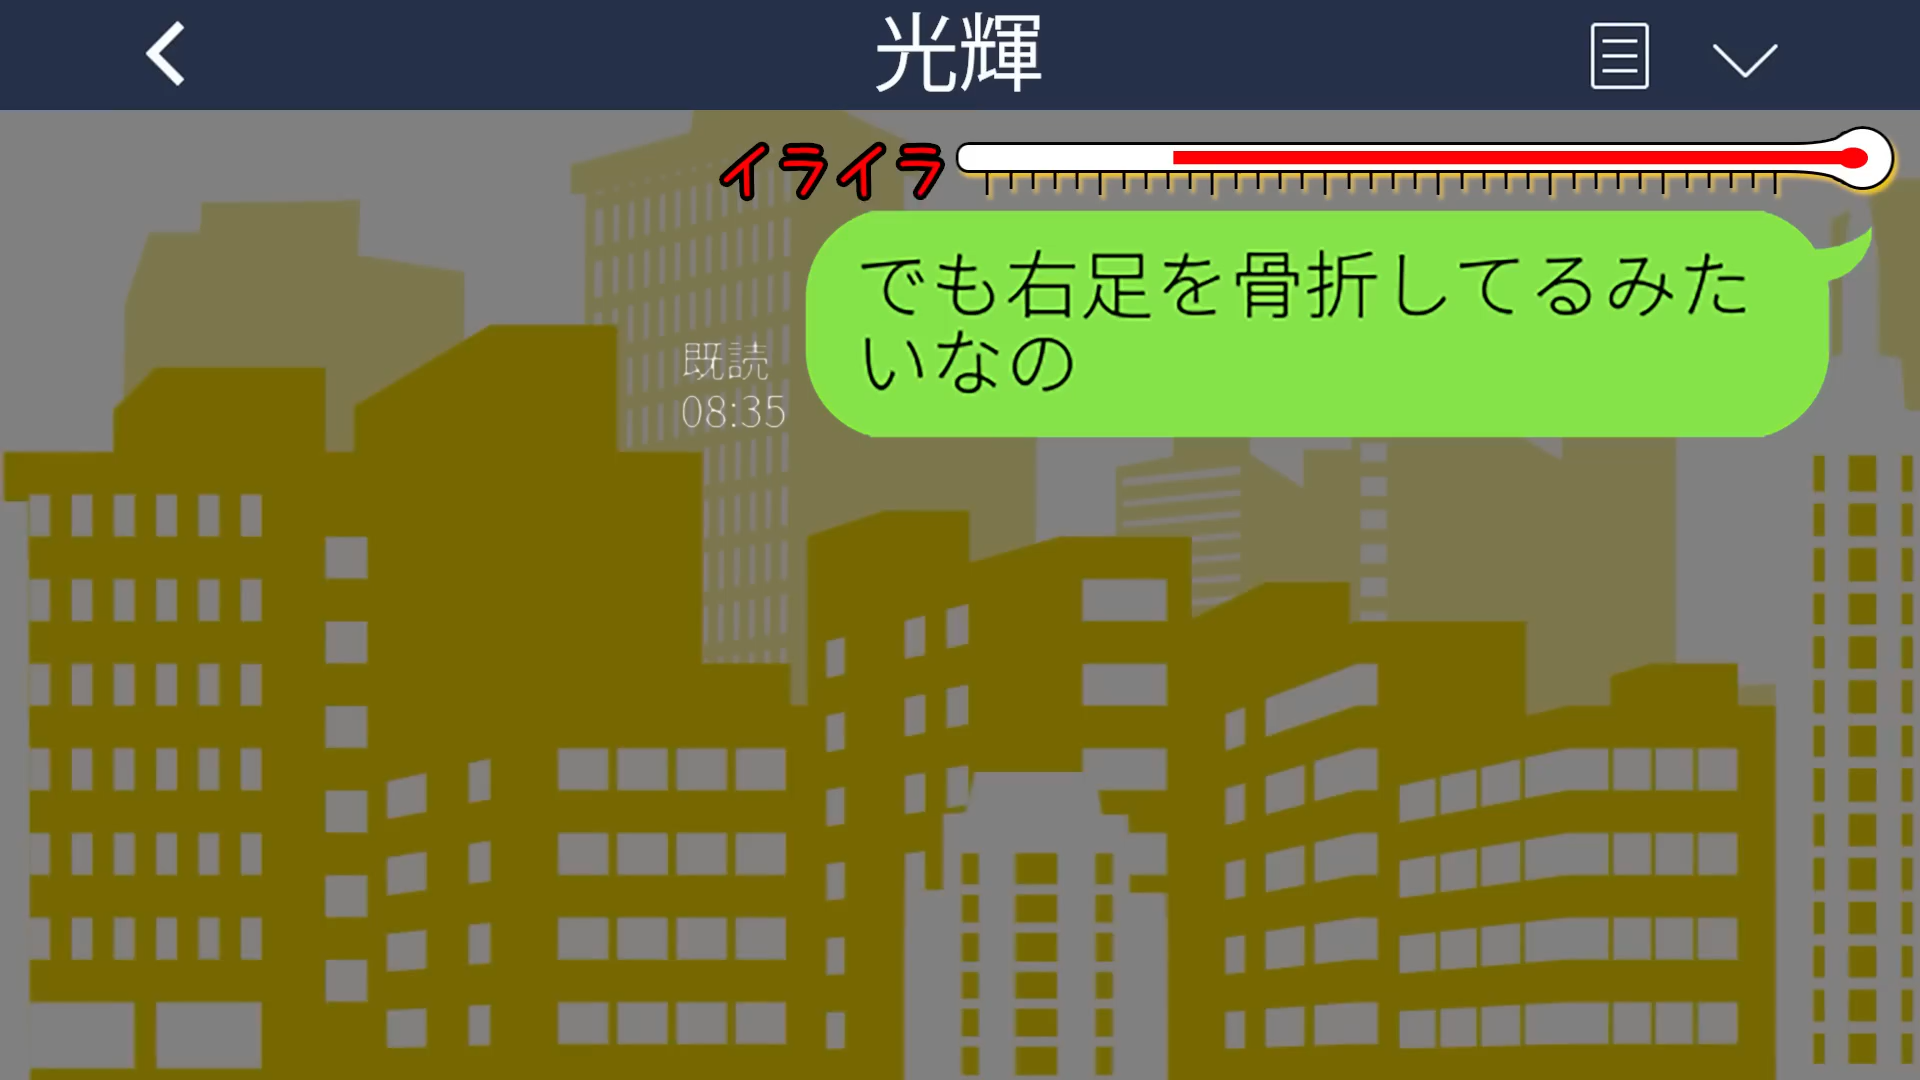 光輝
イライラ
でも右足を骨折してるみた
いなの
既読
08:35